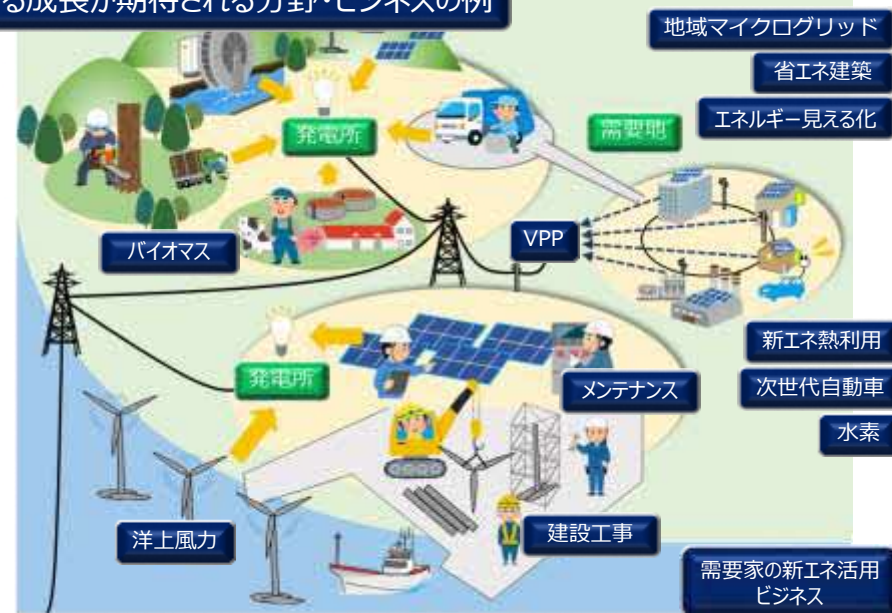 る成長が期待される分野~ビジネスの例
地域マイクログリッド
省エネ建築
エネルギー見える化
発電所
需要地
バイオマス
VPP
新エネ熱利用
発電所
メンテナンス
次世代自動車
水素
洋上風力
建設工事
需要家の新エネ活用
ビジネス